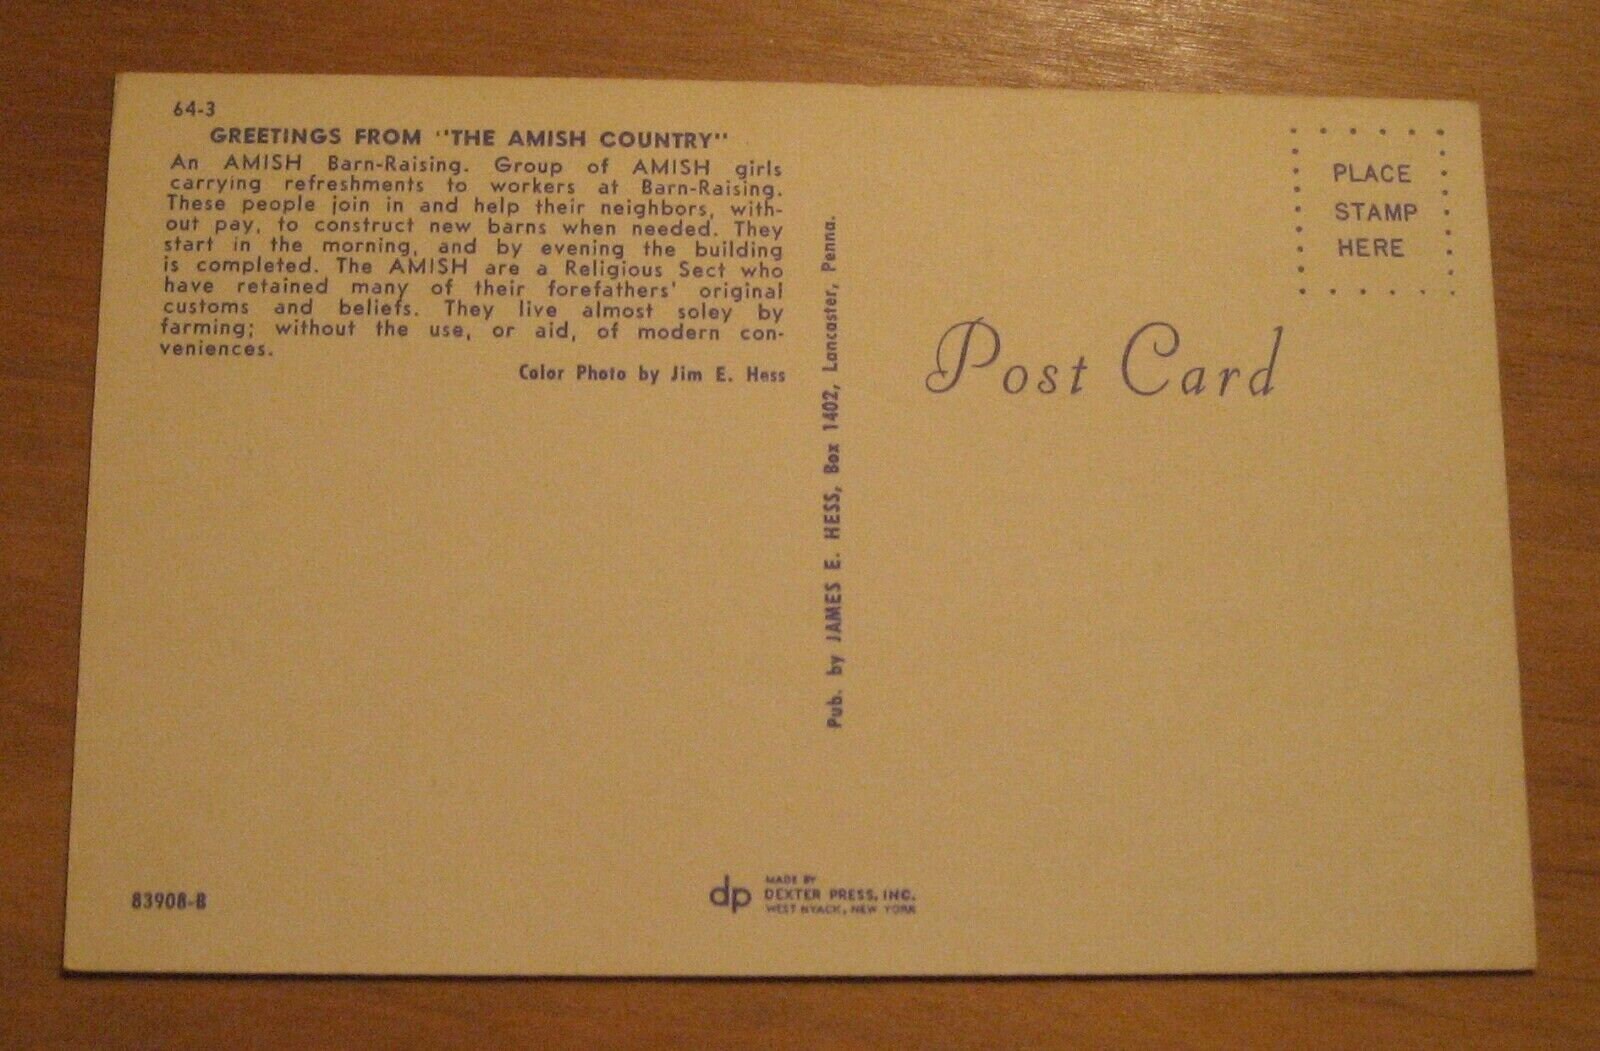 64-3
GREETINGS FROM "THE AMISH COUNTRY"
An AMISH Barn-Raising. Group of AMISH girls
carrying refreshments to workers at Barn-Raising.
These people join in and help their neighbors, with-
out pay, to construct new barns when needed. They
start in the morning, and by evening the building
is completed. The AMISH are a Religious Sect who
have retained many of their forefathers' original
customs and beliefs. They live almost soley by
farming; without the use, or aid, of modern con-
veniences.
Color Photo by Jim E. Hess
Pub. by JAMES E. HESS, Box 1402, Lancaster, Penna.
PLACE
STAMP
HERE
Post Card
83908-B
dp
MADE BY
DEXTER PRESS, INC.
WEST NYACK, NEW YORK